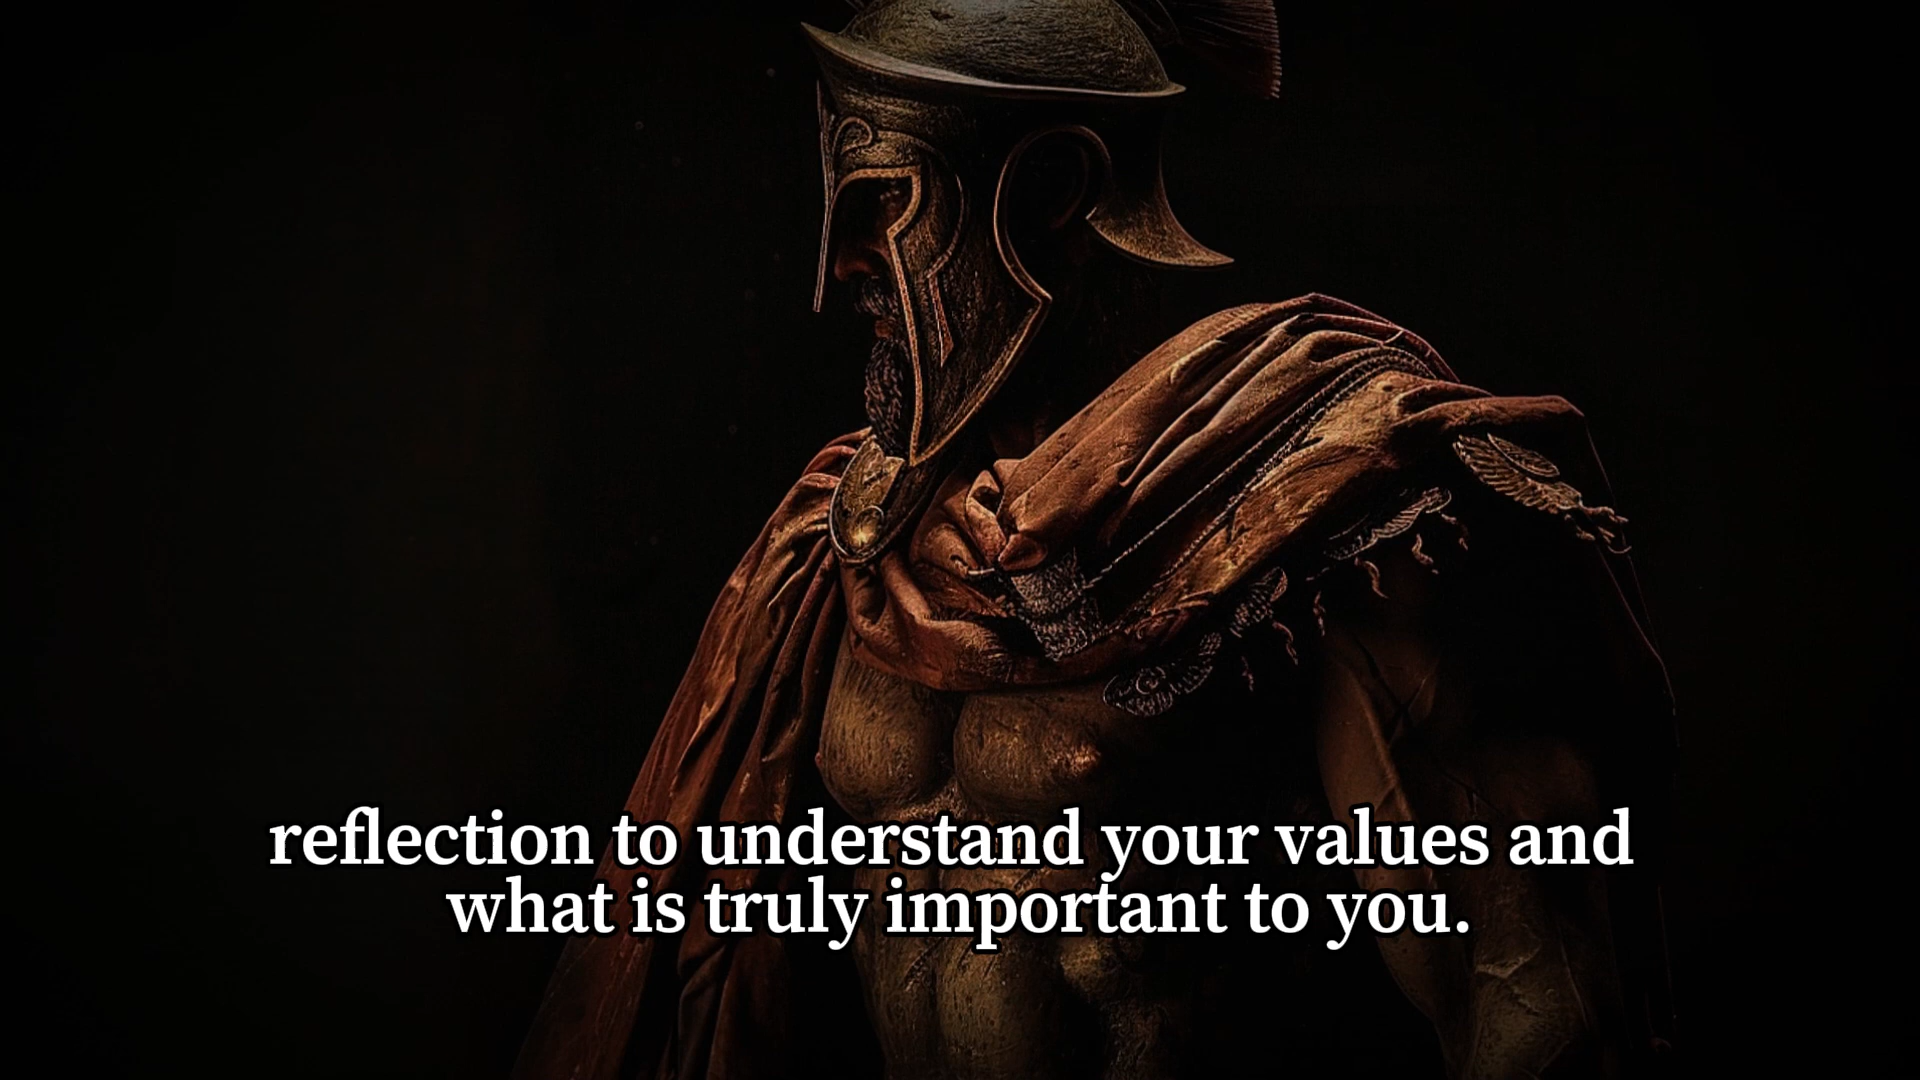 reflection to understand your values and
what is truly important to you.